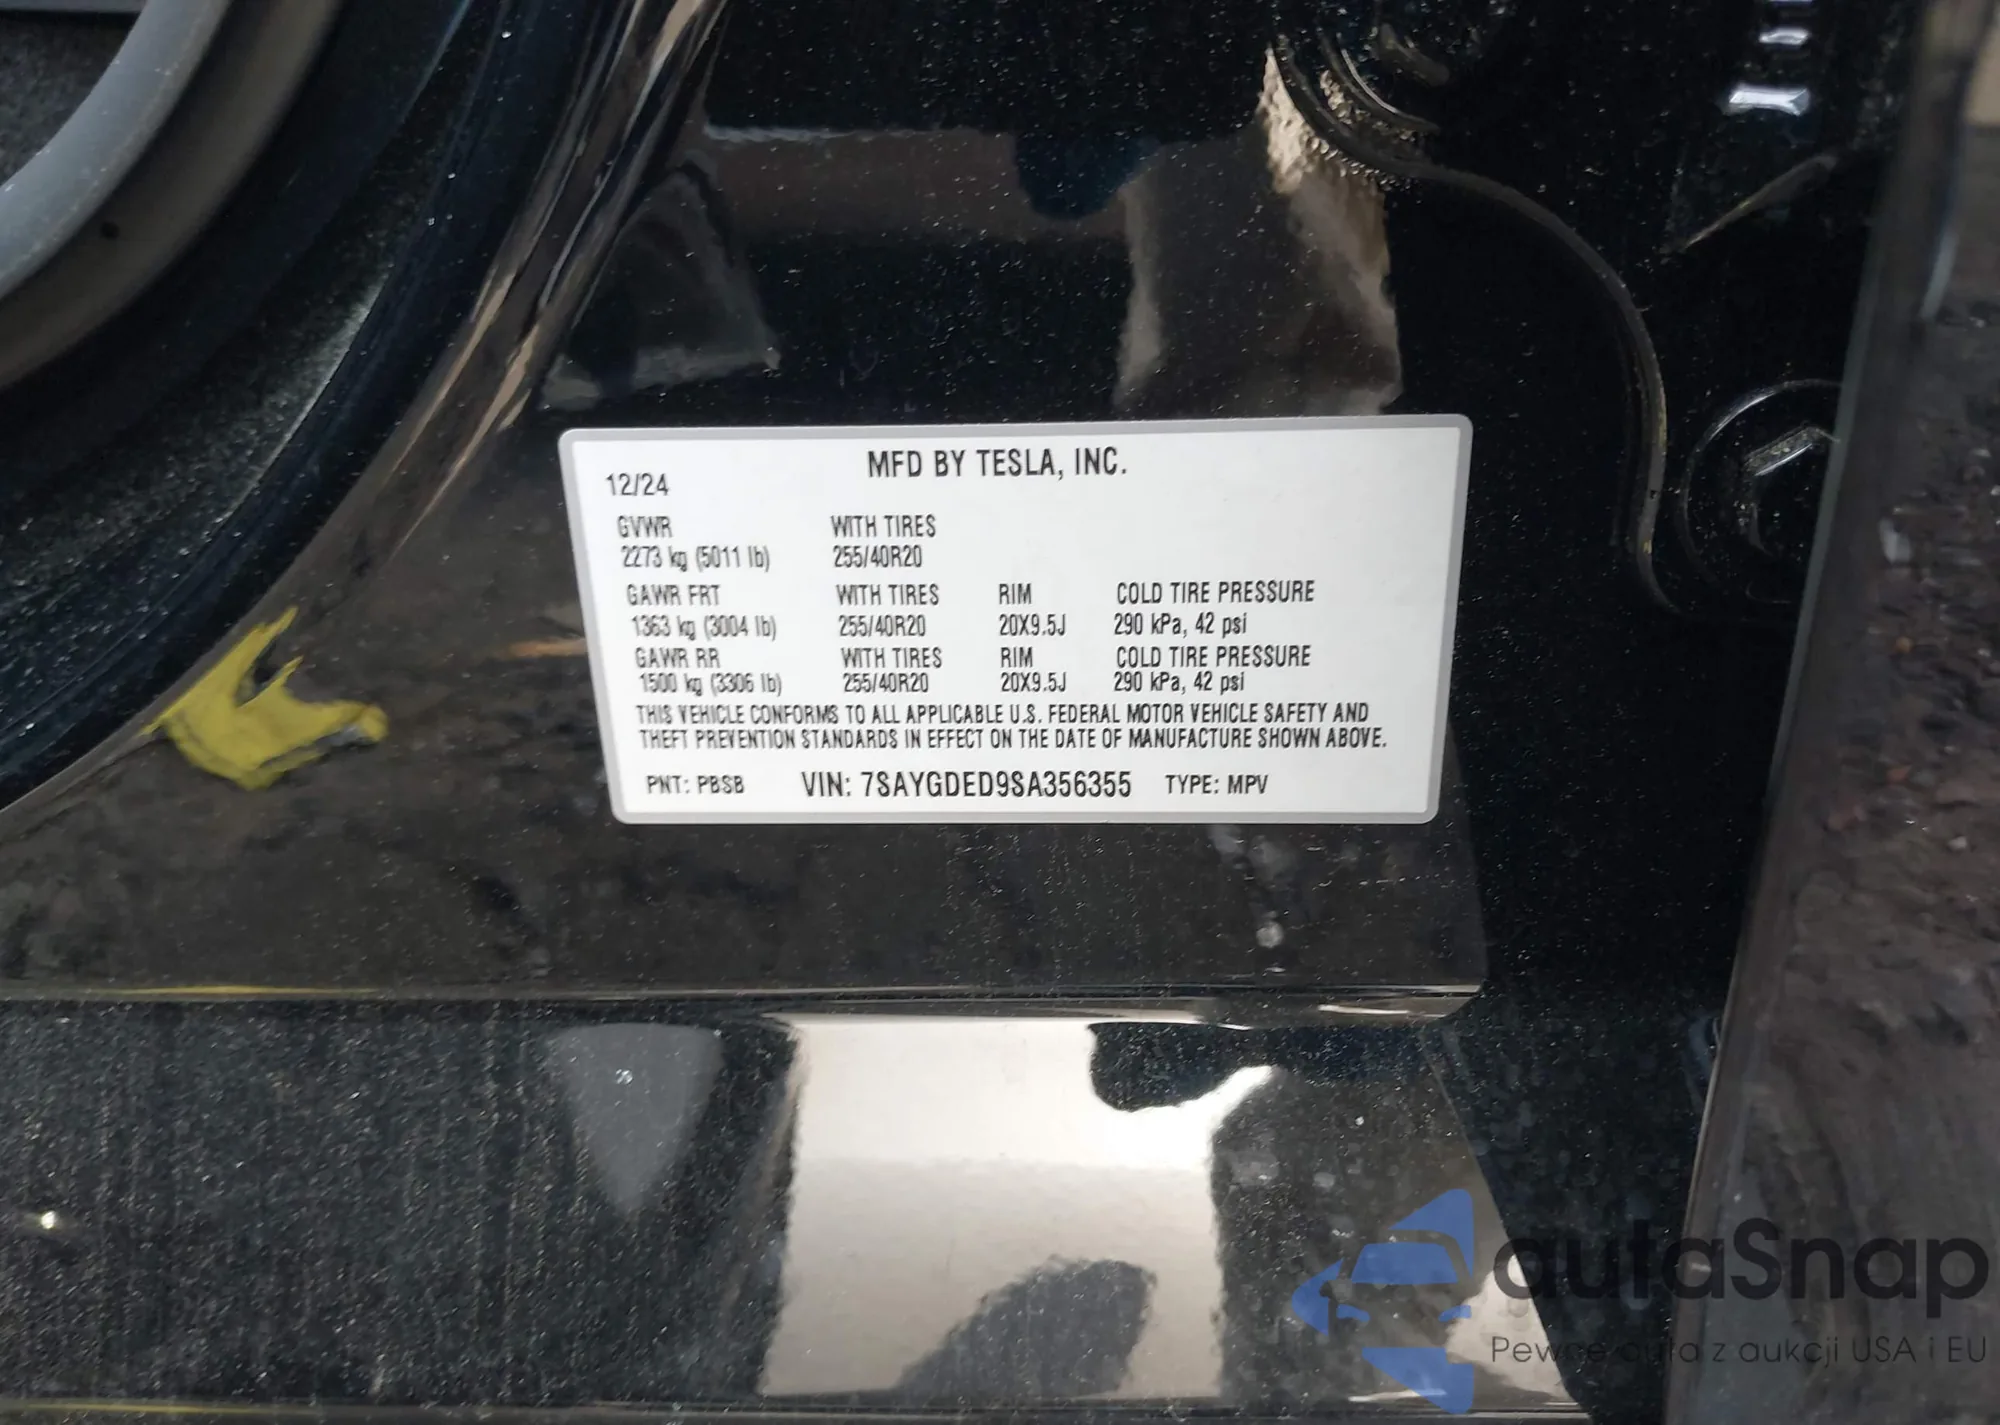 MFD BY TESLA, INC.
12/24
GVWR WITH TIRES
2273 kg (5011 lb) 255/40R20
GAWR FRT WITH TIRES RIM COLD TIRE PRESSURE
1363 kg (3004 lb) 255/40R20 20X9.5J 290 kPa, 42 psi
GAWR RR WITH TIRES RIM COLD TIRE PRESSURE
1500 kg (3306 lb) 255/40R20 20X9.5J 290 kPa, 42 psi
THIS VEHICLE CONFORMS TO ALL APPLICABLE U.S. FEDERAL MOTOR VEHICLE SAFETY AND
THEFT PREVENTION STANDARDS IN EFFECT ON THE DATE OF MANUFACTURE SHOWN ABOVE.
PNT: PBSB VIN: 7SAYGDED9SA356355 TYPE: MPV
autaSnap
Pewne auta z aukcji USA i EU